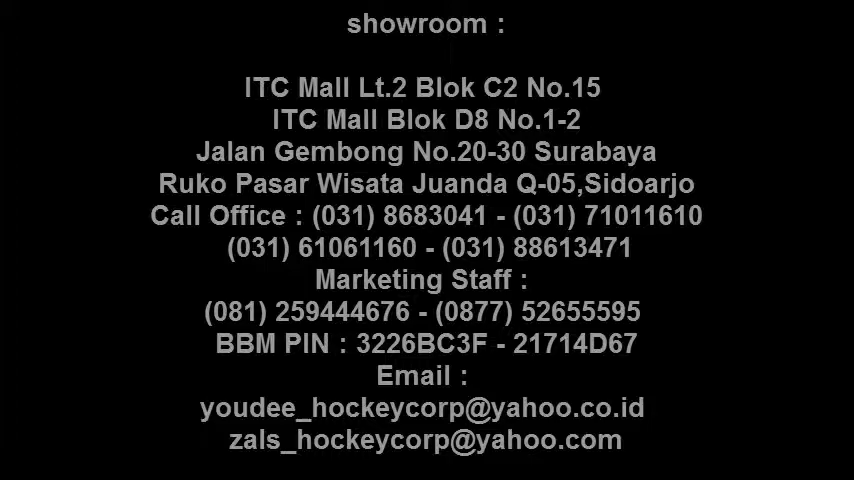 showroom :
ITC Mall Lt.2 Blok C2 No.15
ITC Mall Blok D8 No.1-2
Jalan Gembong No.20-30 Surabaya
Ruko Pasar Wisata Juanda Q-05,Sidoarjo
Call Office : (031) 8683041 - (031) 71011610
(031) 61061160 - (031) 88613471
Marketing Staff :
(081) 259444676 - (0877) 52655595
BBM PIN : 3226BC3F - 21714D67
Email :
youdee_hockeycorp@yahoo.co.id
zals_hockeycorp@yahoo.com